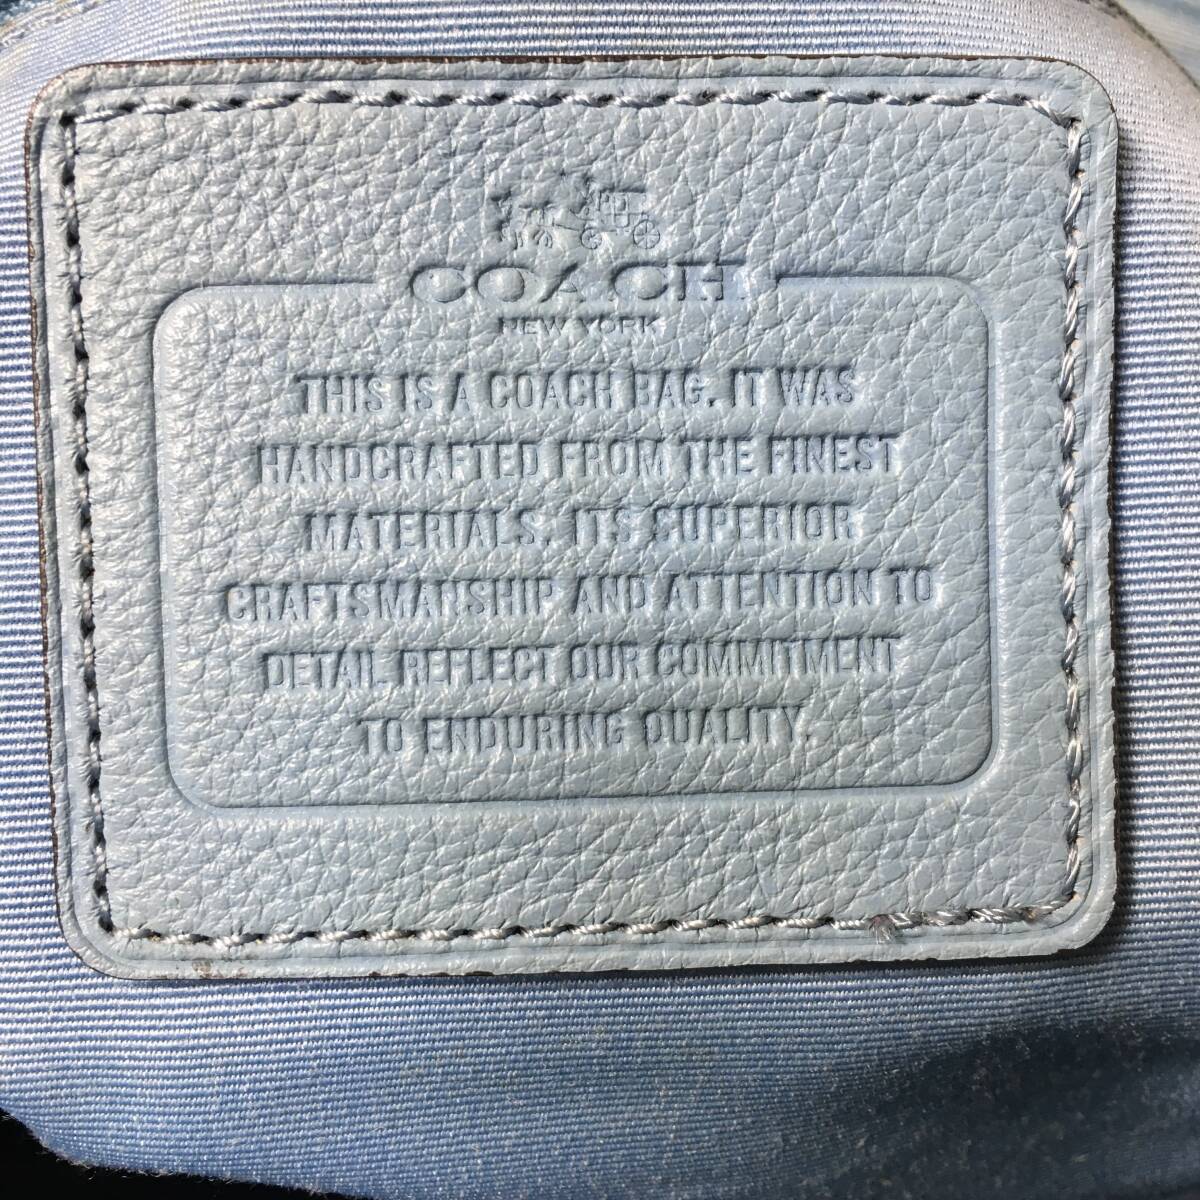 COACH
NEW YORK
THIS IS A COACH BAG. IT WAS
HANDCRAFTED FROM THE FINEST
MATERIALS. ITS SUPERIOR
CRAFTSMANSHIP AND ATTENTION TO
DETAIL REFLECT OUR COMMITMENT
TO ENDURING QUALITY.